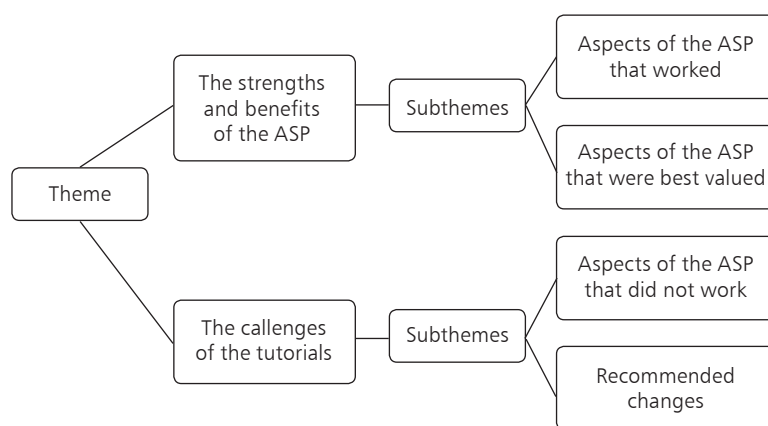 Theme
The strengths
and benefits
of the ASP
Subthemes
Aspects of the ASP
that worked
Aspects of the ASP
that were best valued
The callenges
of the tutorials
Subthemes
Aspects of the ASP
that did not work
Recommended
changes